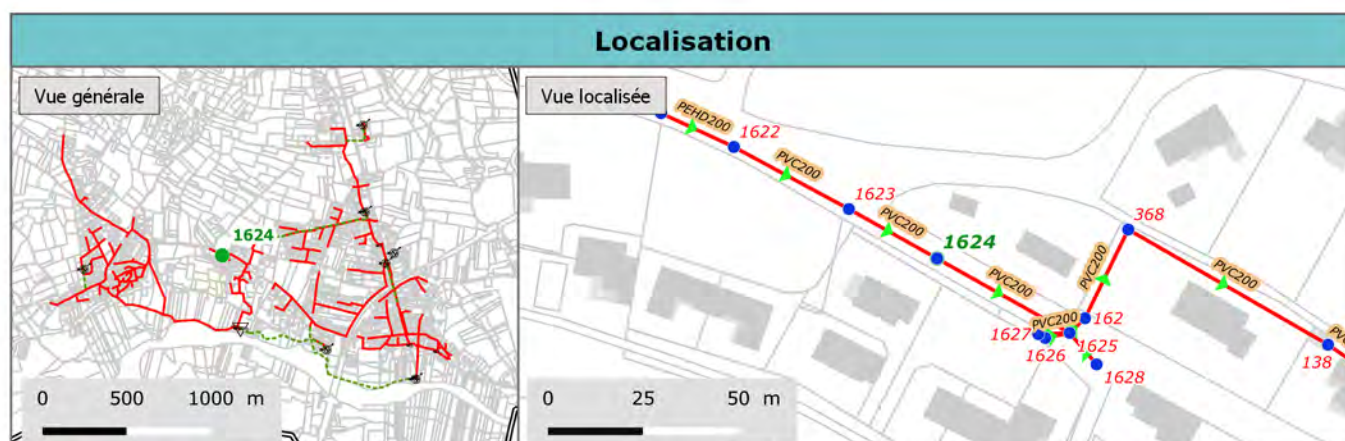 Localisation
Vue générale
1624
0 500 1000 m
Vue localisée
PEHD200
1622
PVC200
1623
PVC200
1624
PVC200
368
PVC200
PVC200
PVC200
162
1627
1626
1625
1628
138
0 25 50 m